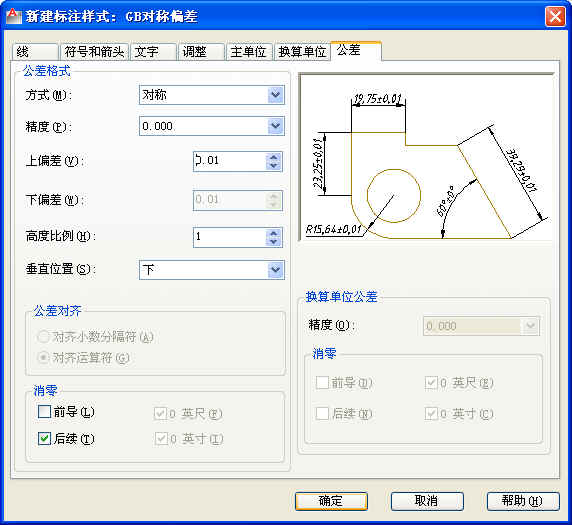 新建标注样式: GB对称偏差
线 符号和箭头 文字 调整 主单位 换算单位 公差
公差格式
方式(M): 对称
精度(P): 0.000
上偏差(V): 0.01
下偏差(W): 0.01
高度比例(H): 1
垂直位置(S): 下
公差对齐
对齐小数分隔符(A)
对齐运算符(G)
消零
前导(L) 0 英尺(F)
后续(T) 0 英寸(I)
19,75±0,01
23,25±0,01
39,29±0,01
60°±0°
R15,64±0,01
换算单位公差
精度(O): 0.000
消零
前导(D) 0 英尺(E)
后续(N) 0 英寸(C)
确定 取消 帮助(H)